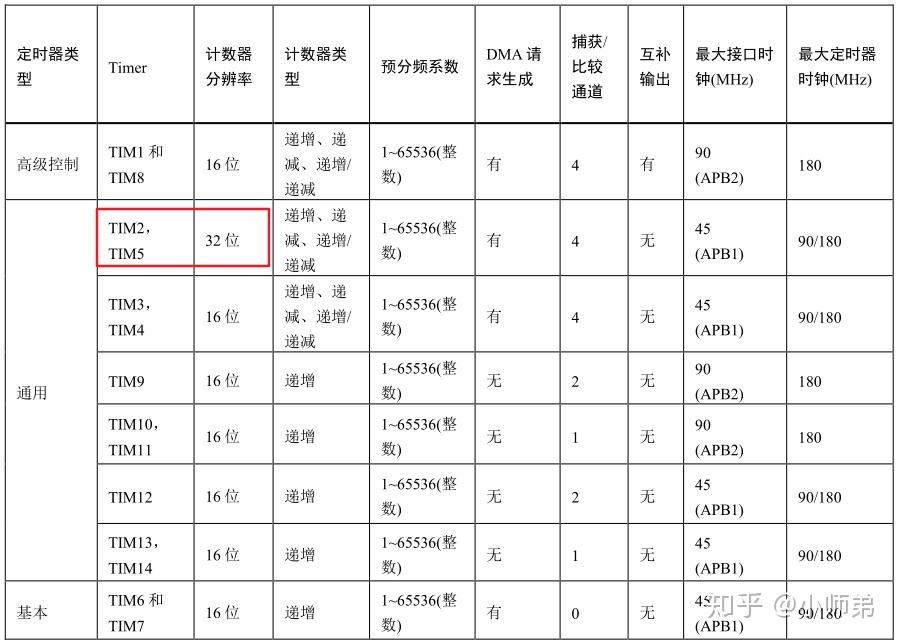 定时器类型 Timer 计数器分辨率 计数器类型 预分频系数 DMA 请求生成 捕获/比较通道 互补输出 最大接口时钟(MHz) 最大定时器时钟(MHz)
高级控制 TIM1 和 TIM8 16 位 递增、递减、递增/递减 1~65536(整数) 有 4 有 90 (APB2) 180
通用 TIM2, TIM5 32 位 递增、递减、递增/递减 1~65536(整数) 有 4 无 45 (APB1) 90/180
TIM3, TIM4 16 位 递增、递减、递增/递减 1~65536(整数) 有 4 无 45 (APB1) 90/180
TIM9 16 位 递增 1~65536(整数) 无 2 无 90 (APB2) 180
TIM10, TIM11 16 位 递增 1~65536(整数) 无 1 无 90 (APB2) 180
TIM12 16 位 递增 1~65536(整数) 无 2 无 45 (APB1) 90/180
TIM13, TIM14 16 位 递增 1~65536(整数) 无 1 无 45 (APB1) 90/180
基本 TIM6 和 TIM7 16 位 递增 1~65536(整数) 有 0 无 45 (APB1) 90/180
知乎 @小师弟